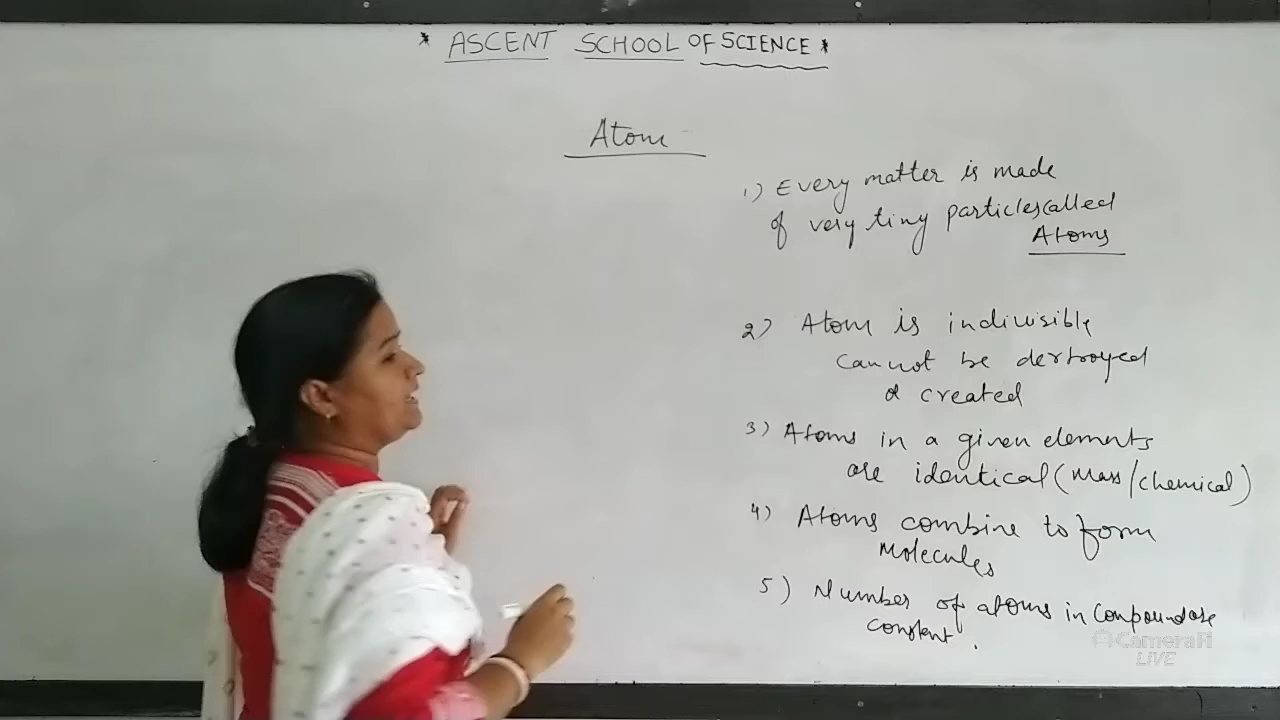 * ASCENT SCHOOL OF SCIENCE *
Atom
1) Every matter is made
of very tiny particles called
Atoms
2) Atom is indivisible
cannot be destroyed
& created
3) Atoms in a given elements
are identical (mass/chemical)
4) Atoms combine to form
molecules
5) Number of atoms in compound are
constant.
CameraFi
LIVE